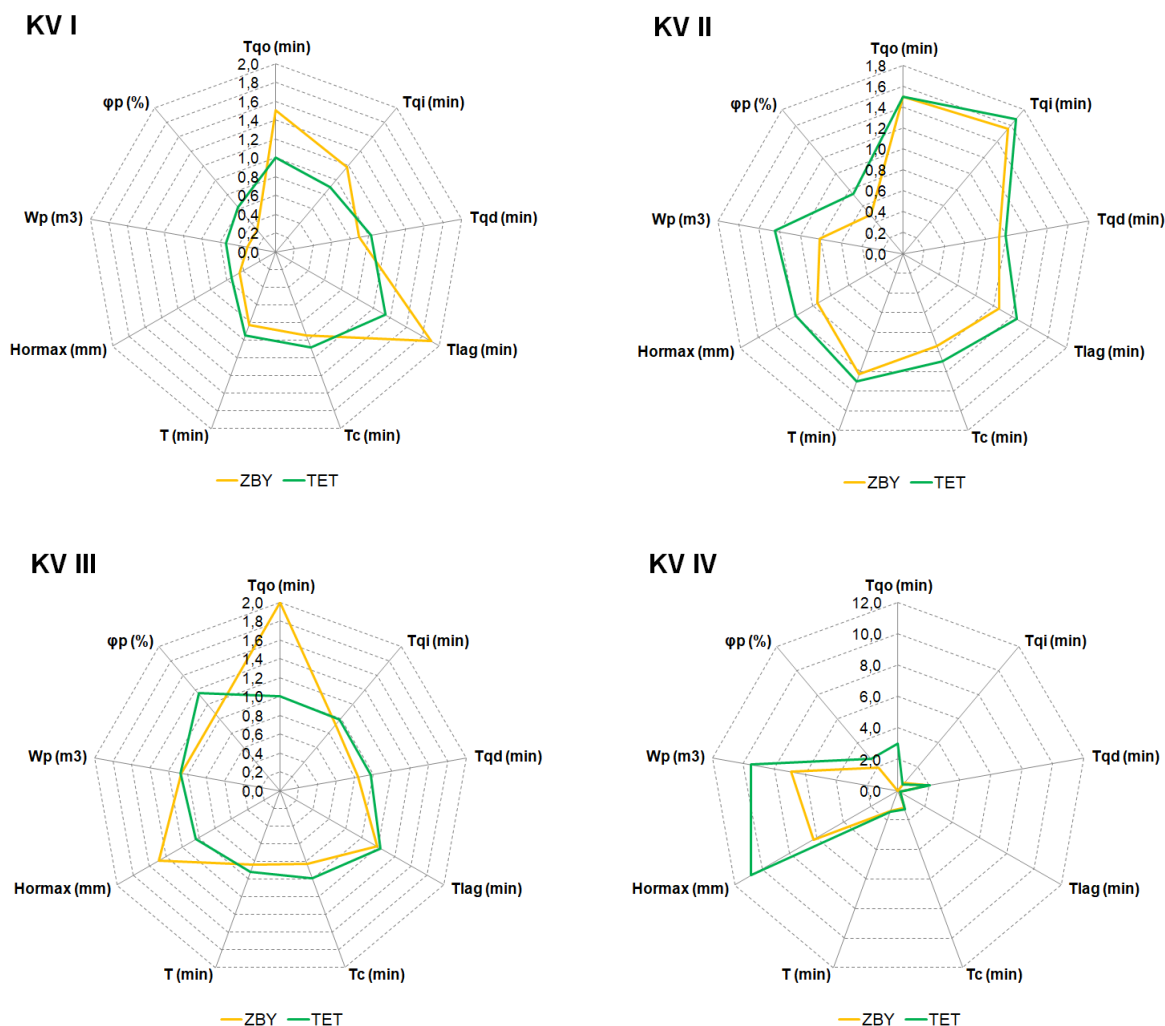 KV I
Tqo (min)
2,0
1,8
1,6
1,4
1,2
1,0
0,8
0,6
0,4
0,2
0,0
Tqi (min)
Tqd (min)
Tlag (min)
Tc (min)
T (min)
Hormax (mm)
Wp (m3)
φp (%)
ZBY TET
KV II
Tqo (min)
1,8
1,6
1,4
1,2
1,0
0,8
0,6
0,4
0,2
0,0
Tqi (min)
Tqd (min)
Tlag (min)
Tc (min)
T (min)
Hormax (mm)
Wp (m3)
φp (%)
ZBY TET
KV III
Tqo (min)
2,0
1,8
1,6
1,4
1,2
1,0
0,8
0,6
0,4
0,2
0,0
Tqi (min)
Tqd (min)
Tlag (min)
Tc (min)
T (min)
Hormax (mm)
Wp (m3)
φp (%)
ZBY TET
KV IV
Tqo (min)
12,0
10,0
8,0
6,0
4,0
2,0
0,0
Tqi (min)
Tqd (min)
Tlag (min)
Tc (min)
T (min)
Hormax (mm)
Wp (m3)
φp (%)
ZBY TET